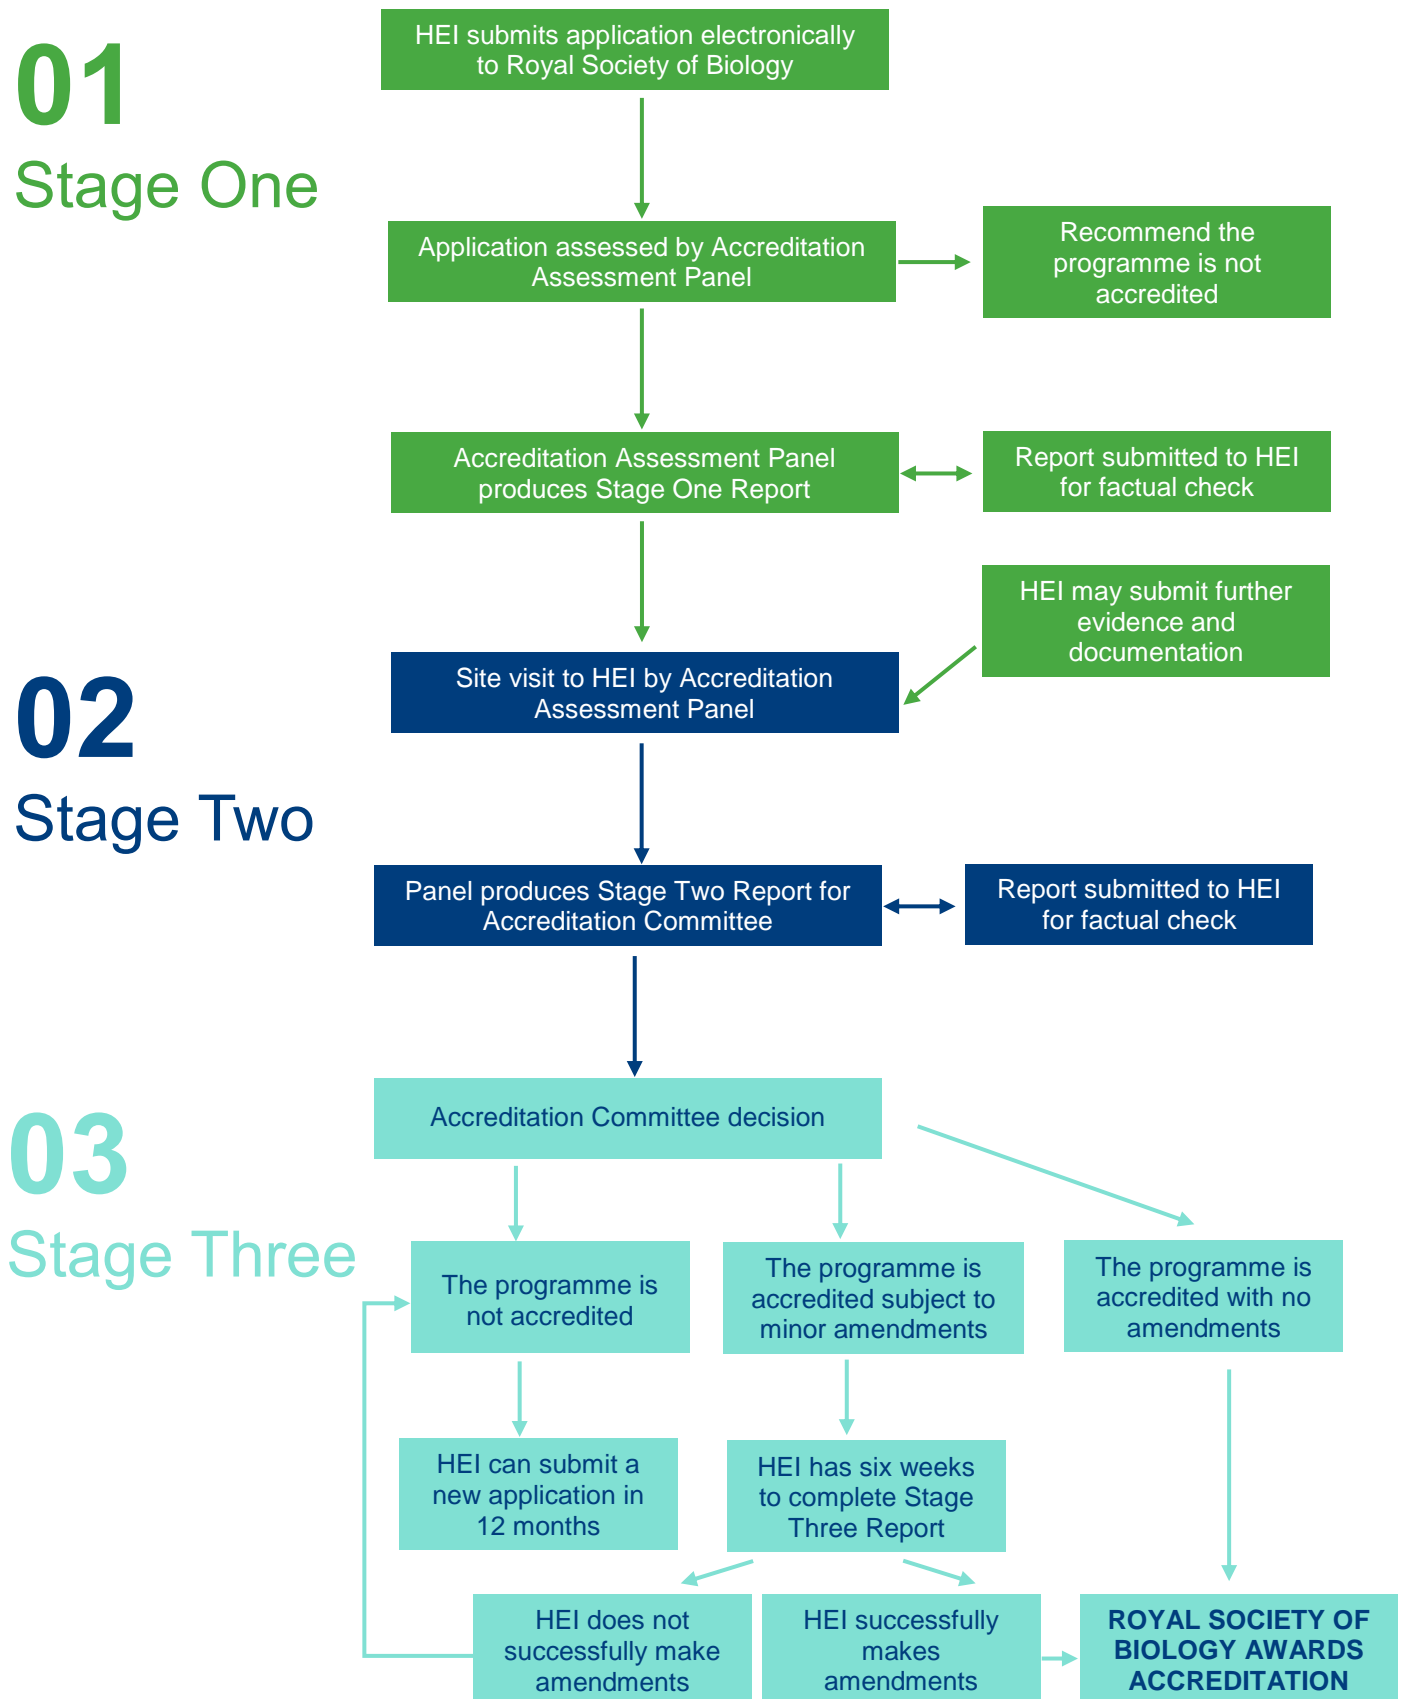 01
Stage One
HEI submits application electronically
to Royal Society of Biology
Application assessed by Accreditation
Assessment Panel
Recommend the
programme is not
accredited
Accreditation Assessment Panel
produces Stage One Report
Report submitted to HEI
for factual check
HEI may submit further
evidence and
documentation
02
Stage Two
Site visit to HEI by Accreditation
Assessment Panel
Panel produces Stage Two Report for
Accreditation Committee
Report submitted to HEI
for factual check
03
Stage Three
Accreditation Committee decision
The programme is
not accredited
The programme is
accredited subject to
minor amendments
The programme is
accredited with no
amendments
HEI can submit a
new application in
12 months
HEI has six weeks
to complete Stage
Three Report
HEI does not
successfully make
amendments
HEI successfully
makes
amendments
ROYAL SOCIETY OF
BIOLOGY AWARDS
ACCREDITATION